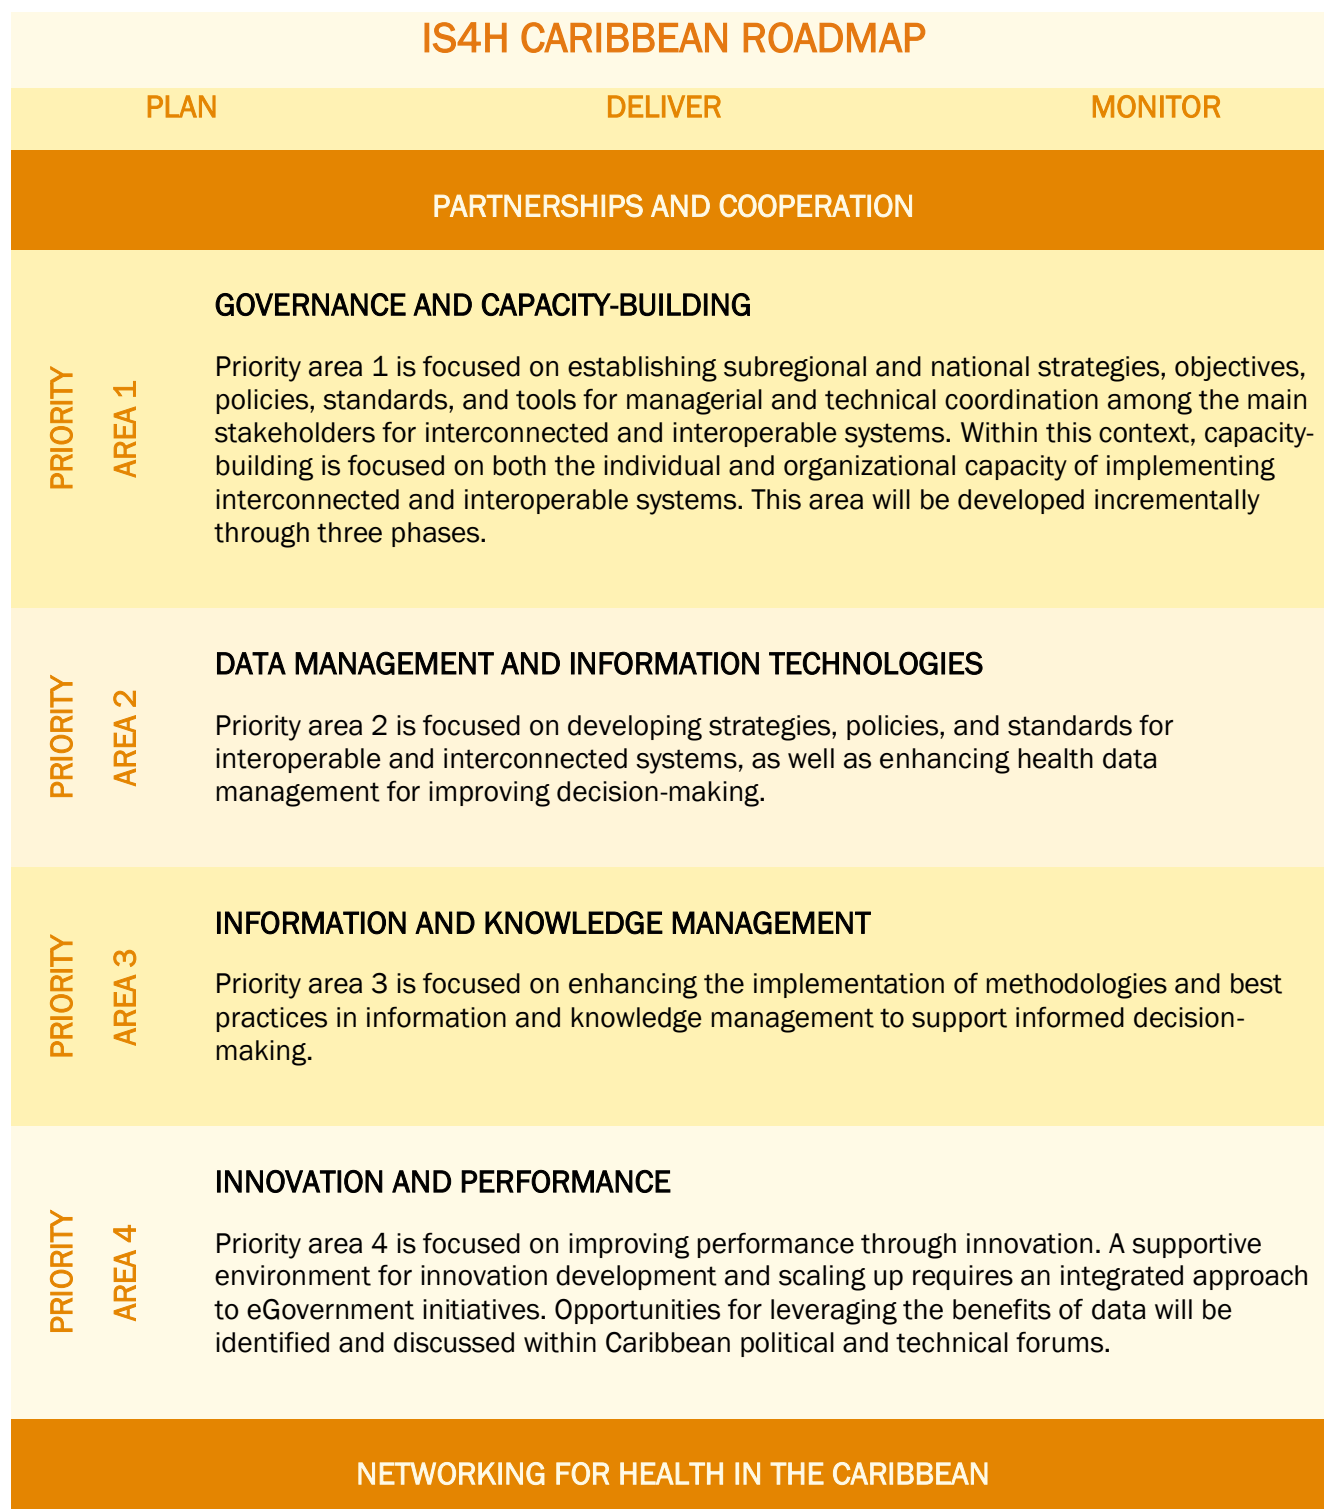 IS4H CARIBBEAN ROADMAP
PLAN DELIVER MONITOR
PARTNERSHIPS AND COOPERATION
PRIORITY
AREA 1
GOVERNANCE AND CAPACITY-BUILDING
Priority area 1 is focused on establishing subregional and national strategies, objectives,
policies, standards, and tools for managerial and technical coordination among the main
stakeholders for interconnected and interoperable systems. Within this context, capacity-
building is focused on both the individual and organizational capacity of implementing
interconnected and interoperable systems. This area will be developed incrementally
through three phases.
PRIORITY
AREA 2
DATA MANAGEMENT AND INFORMATION TECHNOLOGIES
Priority area 2 is focused on developing strategies, policies, and standards for
interoperable and interconnected systems, as well as enhancing health data
management for improving decision-making.
PRIORITY
AREA 3
INFORMATION AND KNOWLEDGE MANAGEMENT
Priority area 3 is focused on enhancing the implementation of methodologies and best
practices in information and knowledge management to support informed decision-
making.
PRIORITY
AREA 4
INNOVATION AND PERFORMANCE
Priority area 4 is focused on improving performance through innovation. A supportive
environment for innovation development and scaling up requires an integrated approach
to eGovernment initiatives. Opportunities for leveraging the benefits of data will be
identified and discussed within Caribbean political and technical forums.
NETWORKING FOR HEALTH IN THE CARIBBEAN